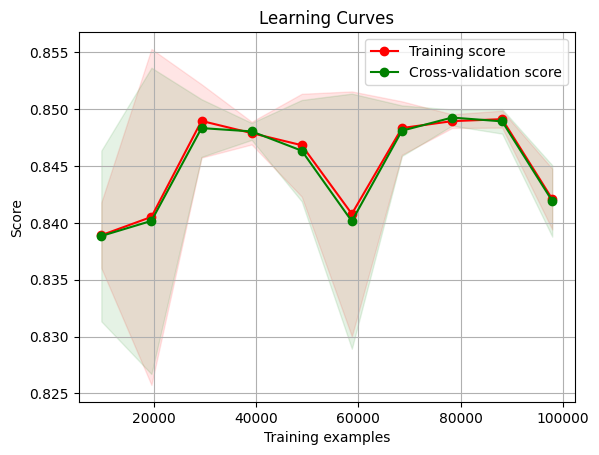 Learning Curves
Training score
Cross-validation score
0.855
0.850
0.845
0.840
0.835
0.830
0.825
Score
20000 40000 60000 80000 100000
Training examples